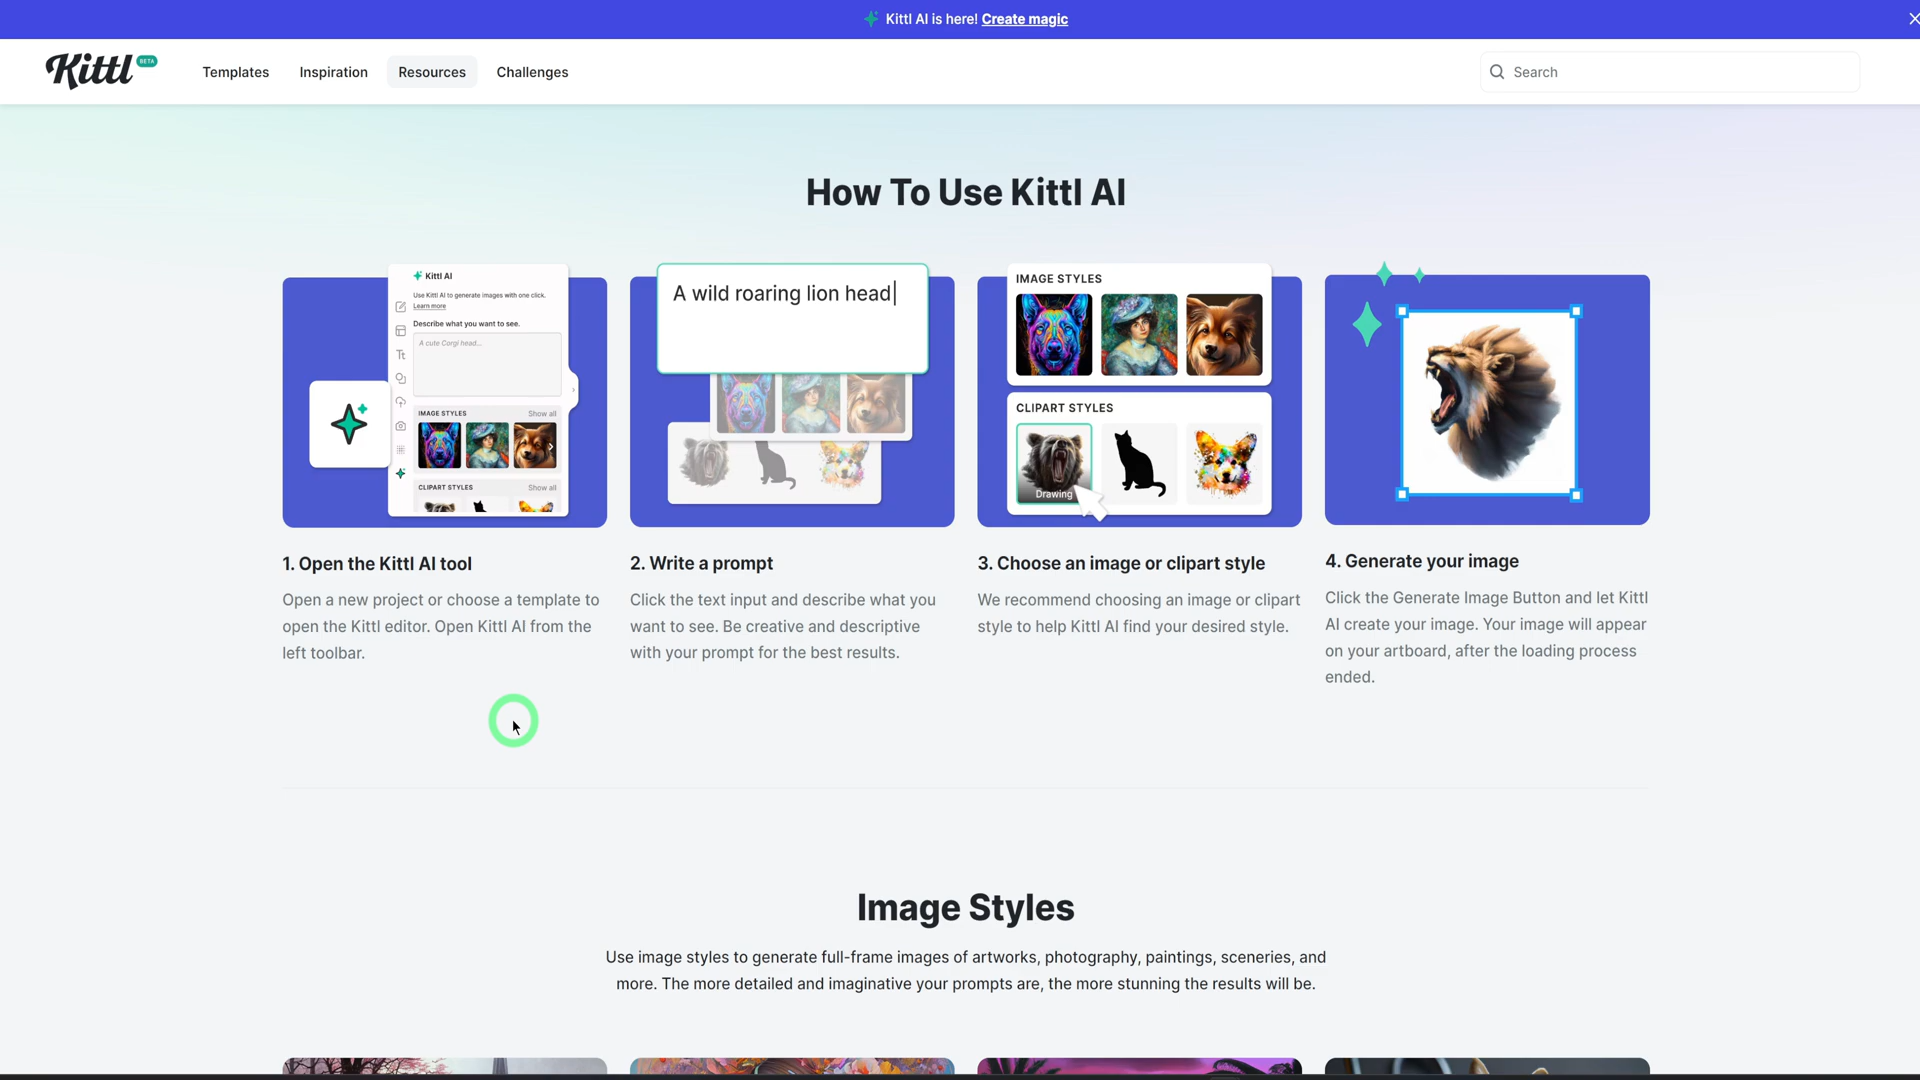 Kittl AI is here! Create magic
Kittl BETA
Templates Inspiration Resources Challenges
Search
How To Use Kittl AI
Kittl AI
Use Kittl AI to generate images with one click.
Learn more
Describe what you want to see.
A cute Corgi head...
Tt
IMAGE STYLES Show all
CLIPART STYLES Show all
A wild roaring lion head
IMAGE STYLES
CLIPART STYLES
Drawing
1. Open the Kittl AI tool
Open a new project or choose a template to
open the Kittl editor. Open Kittl AI from the
left toolbar.
2. Write a prompt
Click the text input and describe what you
want to see. Be creative and descriptive
with your prompt for the best results.
3. Choose an image or clipart style
We recommend choosing an image or clipart
style to help Kittl AI find your desired style.
4. Generate your image
Click the Generate Image Button and let Kittl
AI create your image. Your image will appear
on your artboard, after the loading process
ended.
Image Styles
Use image styles to generate full-frame images of artworks, photography, paintings, sceneries, and
more. The more detailed and imaginative your prompts are, the more stunning the results will be.